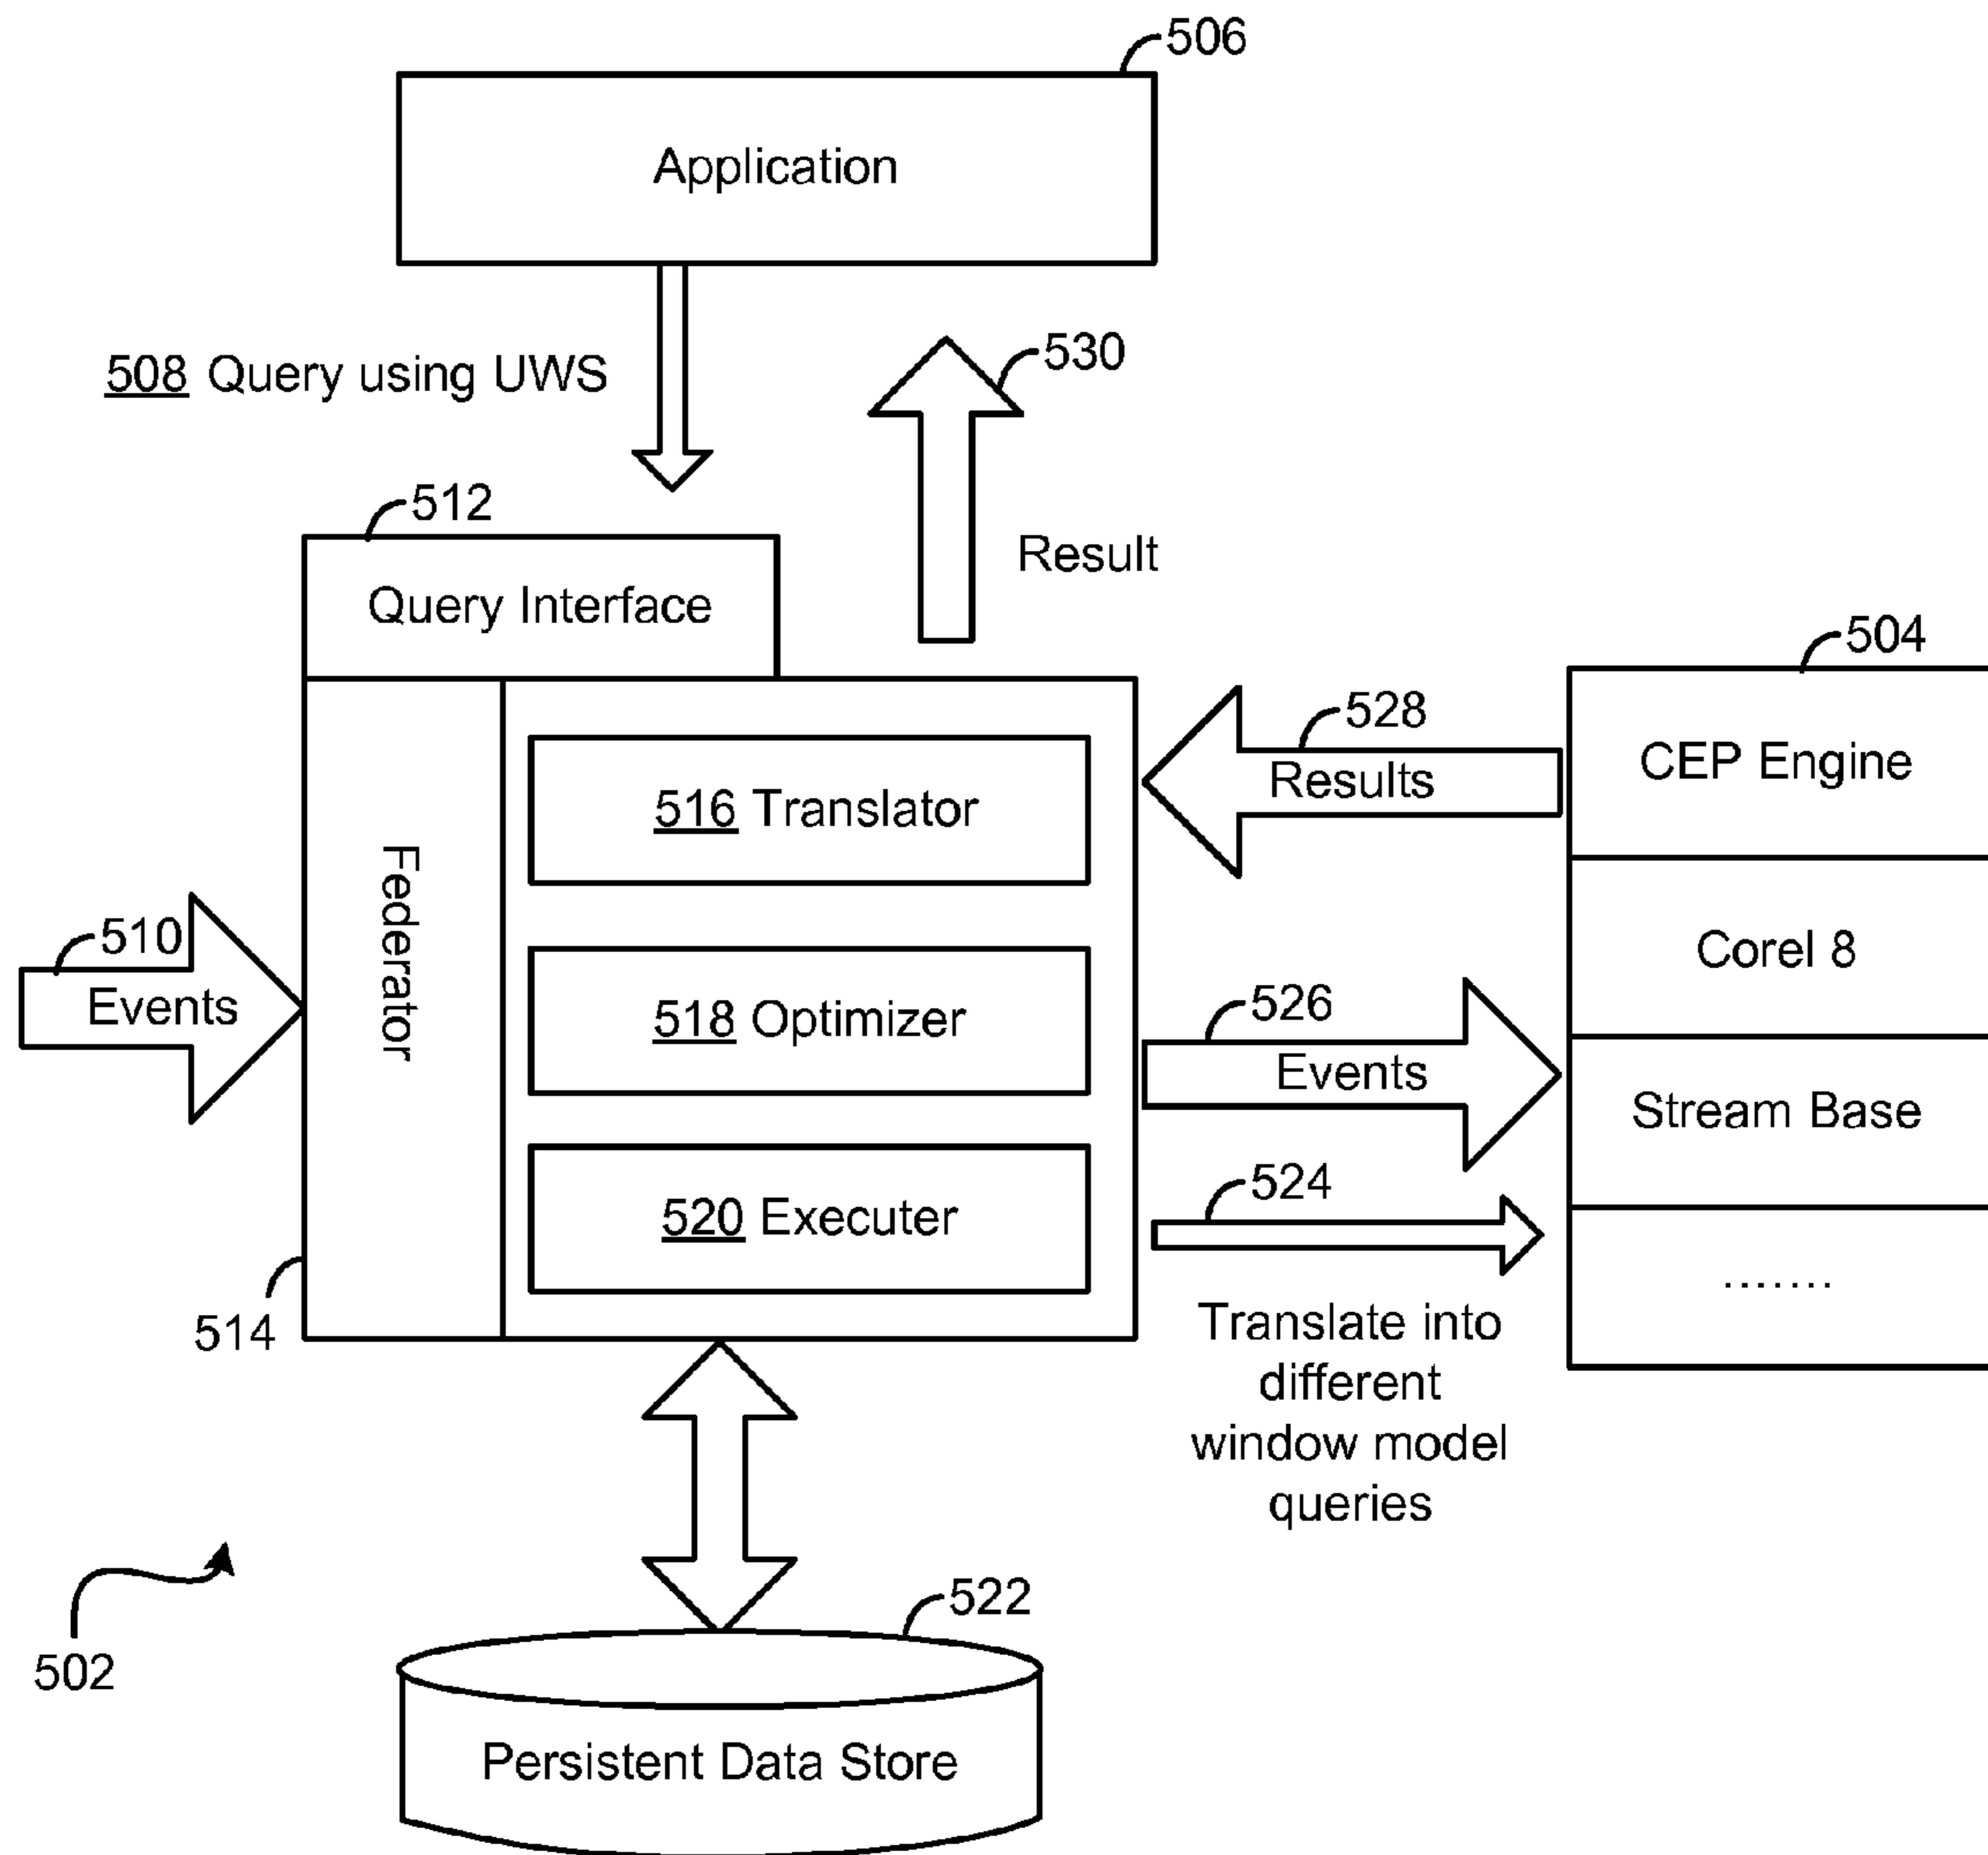 506
Application
508 Query using UWS
530
Result
512
Query Interface
504
528
Results
CEP Engine
516 Translator
Federator
510
Events
Corel 8
518 Optimizer
526
Events
Stream Base
520 Executer
524
.......
514
Translate into
different
window model
queries
502
522
Persistent Data Store